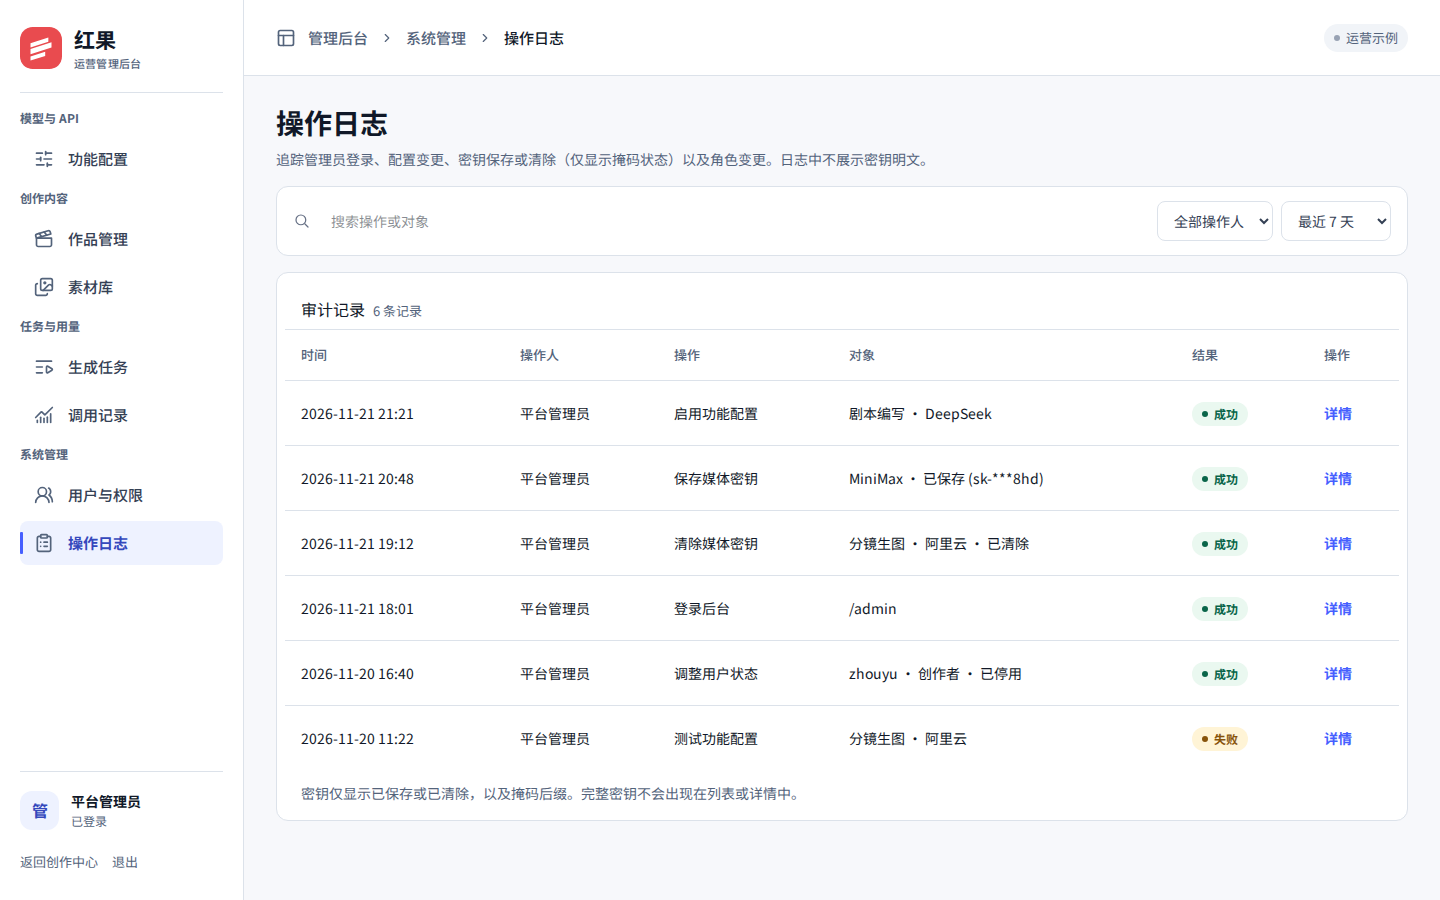 红果
运营管理后台
模型与 API
功能配置
创作内容
作品管理
素材库
任务与用量
生成任务
调用记录
系统管理
用户与权限
操作日志
管
平台管理员
已登录
返回创作中心 退出
管理后台 > 系统管理 > 操作日志
运营示例
操作日志
追踪管理员登录、配置变更、密钥保存或清除（仅显示掩码状态）以及角色变更。日志中不展示密钥明文。
搜索操作或对象 全部操作人 最近 7 天
审计记录 6 条记录
时间 操作人 操作 对象 结果 操作
2026-11-21 21:21 平台管理员 启用功能配置 剧本编写 · DeepSeek 成功 详情
2026-11-21 20:48 平台管理员 保存媒体密钥 MiniMax · 已保存 (sk-***8hd) 成功 详情
2026-11-21 19:12 平台管理员 清除媒体密钥 分镜生图 · 阿里云 · 已清除 成功 详情
2026-11-21 18:01 平台管理员 登录后台 /admin 成功 详情
2026-11-20 16:40 平台管理员 调整用户状态 zhouyu · 创作者 · 已停用 成功 详情
2026-11-20 11:22 平台管理员 测试功能配置 分镜生图 · 阿里云 失败 详情
密钥仅显示已保存或已清除，以及掩码后缀。完整密钥不会出现在列表或详情中。